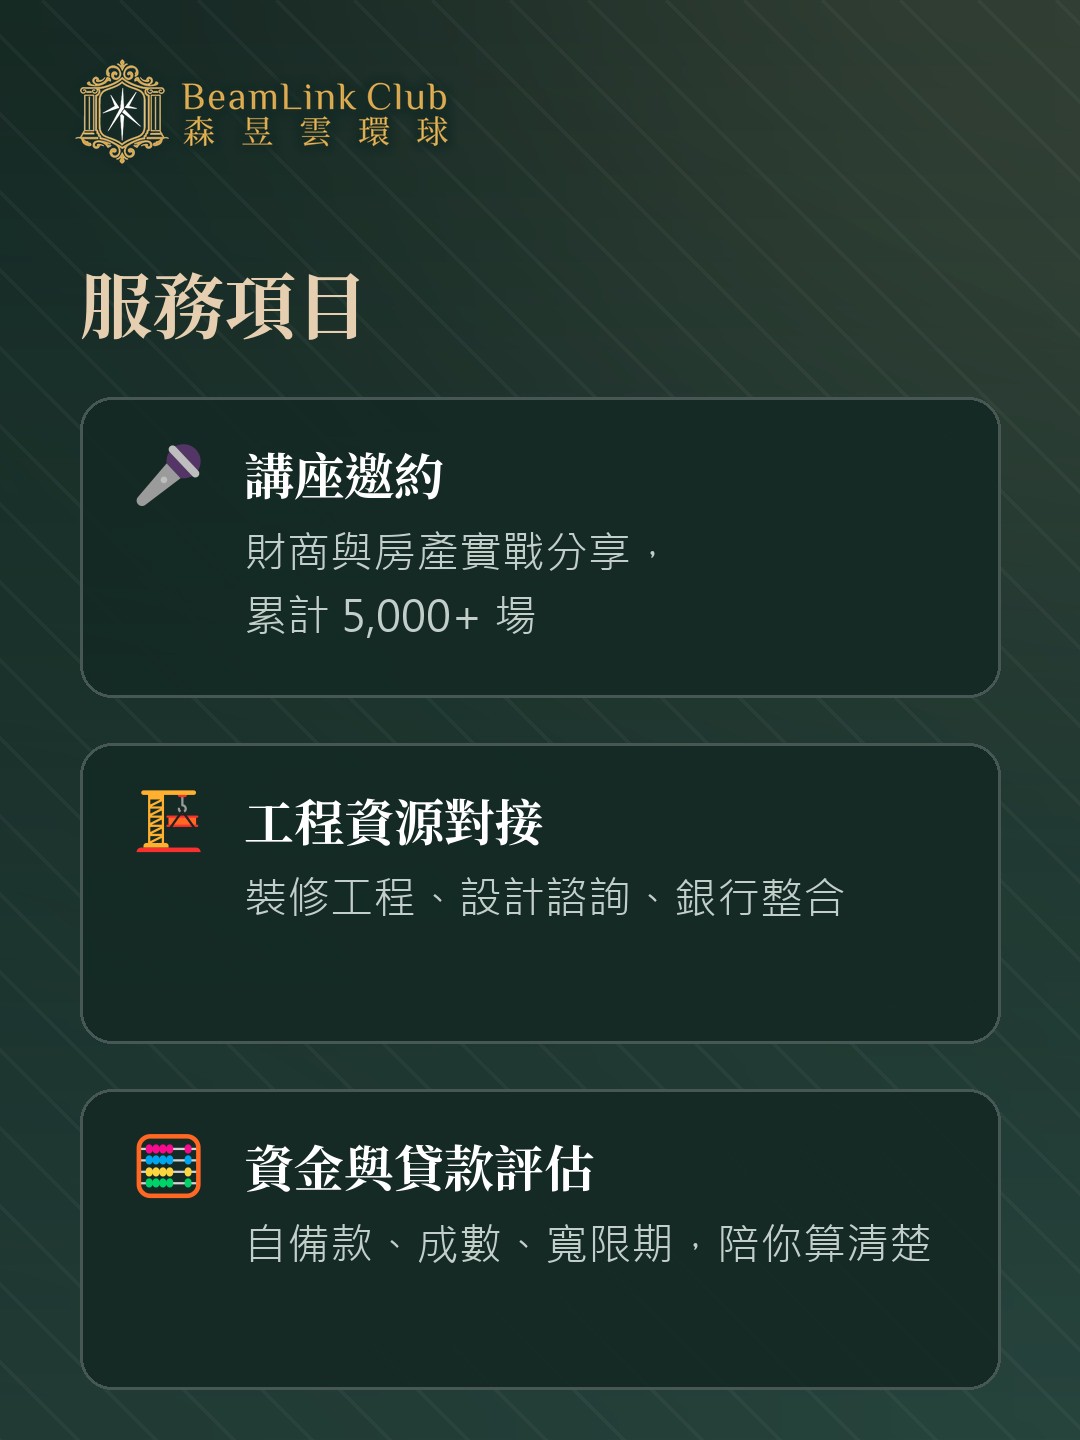 BeamLink Club
森昱雲環球
服務項目
講座邀約
財商與房產實戰分享，
累計 5,000+ 場
工程資源對接
裝修工程、設計諮詢、銀行整合
資金與貸款評估
自備款、成數、寬限期，陪你算清楚